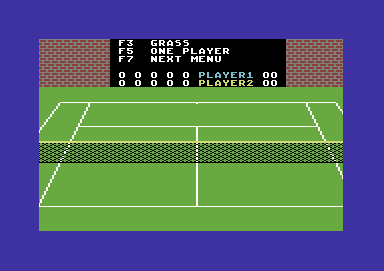 F3 GRASS
F5 ONE PLAYER
F7 NEXT MENU
0 0 0 0 0 PLAYER1 00
0 0 0 0 0 PLAYER2 00